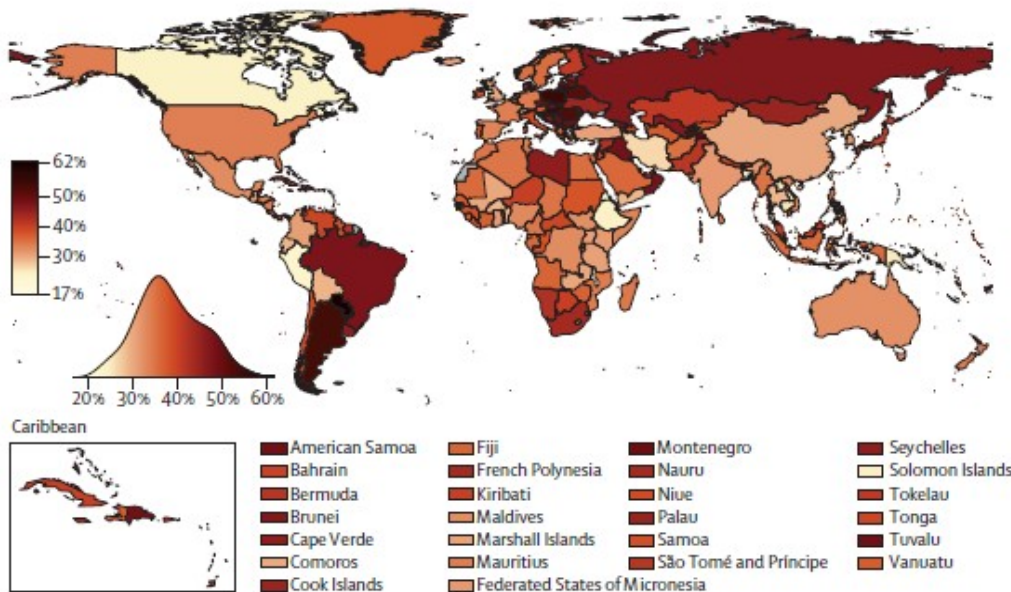 62%
50%
40%
30%
17%
20% 30% 40% 50% 60%
Caribbean
American Samoa
Bahrain
Bermuda
Brunei
Cape Verde
Comoros
Cook Islands
Fiji
French Polynesia
Kiribati
Maldives
Marshall Islands
Mauritius
Federated States of Micronesia
Montenegro
Nauru
Niue
Palau
Samoa
São Tomé and Príncipe
Seychelles
Solomon Islands
Tokelau
Tonga
Tuvalu
Vanuatu